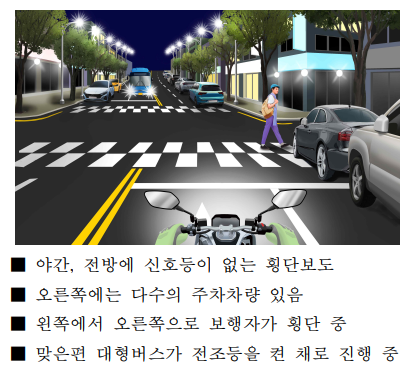 ■ 야간, 전방에 신호등이 없는 횡단보도
■ 오른쪽에는 다수의 주차차량 있음
■ 왼쪽에서 오른쪽으로 보행자가 횡단 중
■ 맞은편 대형버스가 전조등을 켠 채로 진행 중